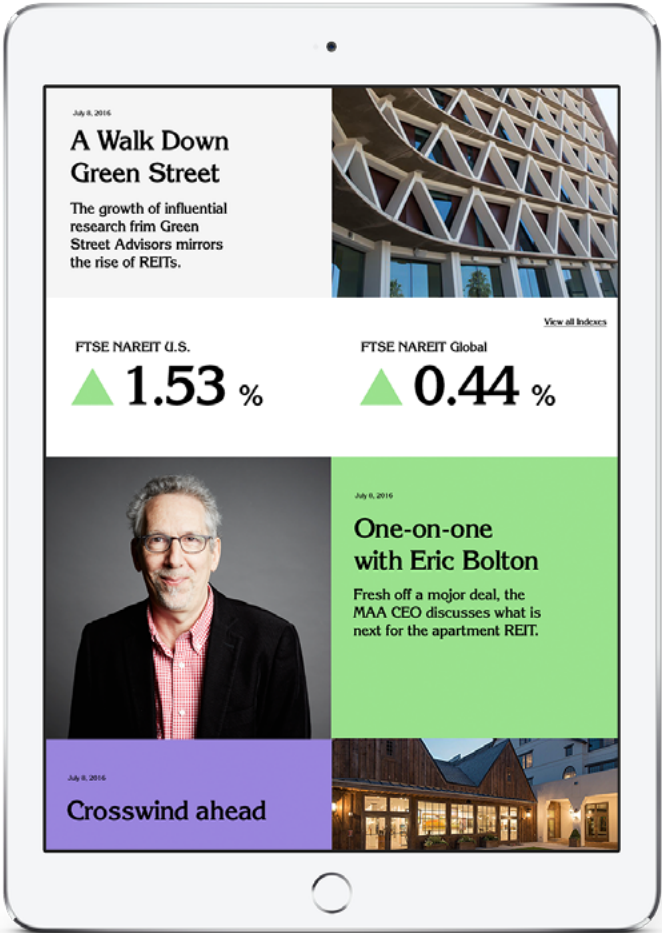 July 8, 2016
A Walk Down
Green Street
The growth of influential
research frim Green
Street Advisors mirrors
the rise of REITs.
View all Indexes
FTSE NAREIT U.S.
1.53 %
FTSE NAREIT Global
0.44 %
July 8, 2016
One-on-one
with Eric Bolton
Fresh off a mojor deal, the
MAA CEO discusses what is
next for the apartment REIT.
July 8, 2016
Crosswind ahead